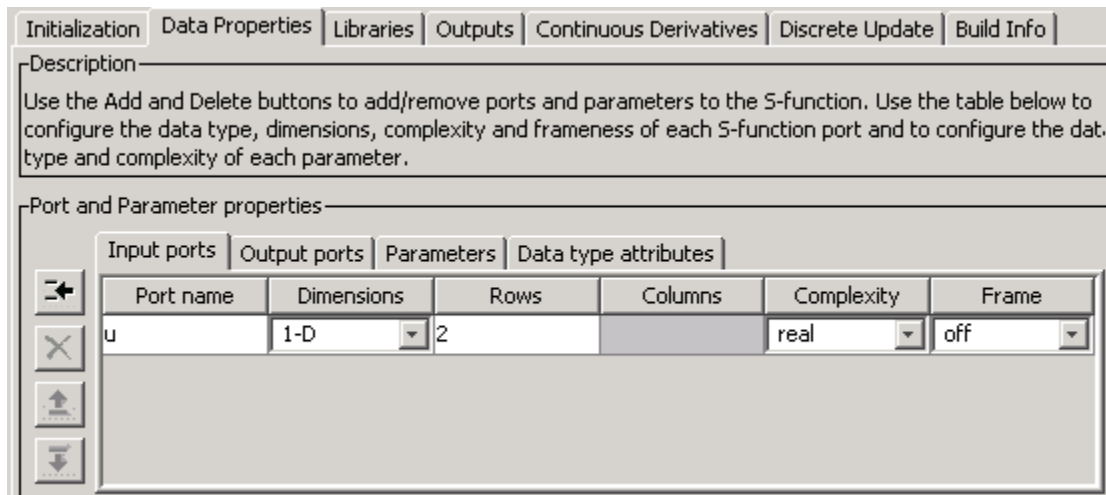 Initialization Data Properties Libraries Outputs Continuous Derivatives Discrete Update Build Info
Description
Use the Add and Delete buttons to add/remove ports and parameters to the S-function. Use the table below to
configure the data type, dimensions, complexity and frameness of each S-function port and to configure the dat
type and complexity of each parameter.
Port and Parameter properties
Input ports Output ports Parameters Data type attributes
Port name Dimensions Rows Columns Complexity Frame
u 1-D 2 real off